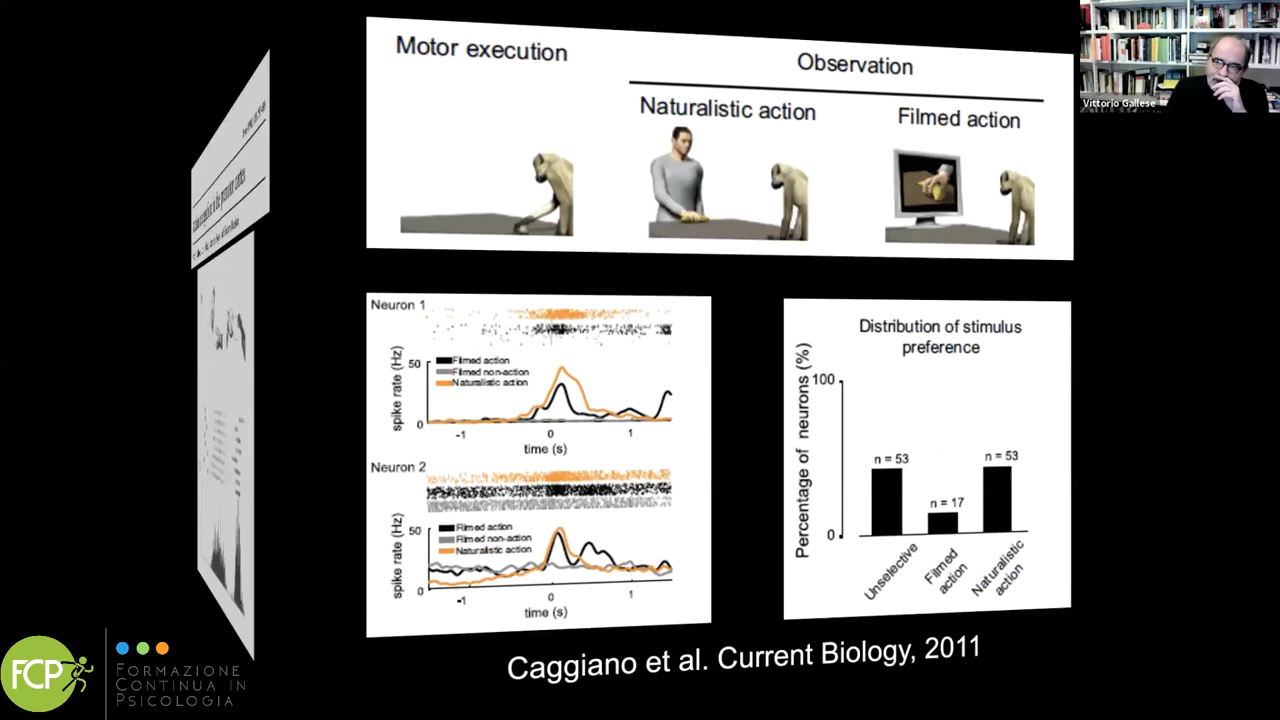 Motor execution
Observation
Naturalistic action
Filmed action
Vittorio Gallese
Neuron 1
spike rate (Hz)
50
0
Filmed action
Filmed non-action
Naturalistic action
-1
0
1
time (s)
Neuron 2
spike rate (Hz)
50
0
Filmed action
Filmed non-action
Naturalistic action
-1
0
1
time (s)
Distribution of stimulus
preference
Percentage of neurons (%)
100
0
n = 53
n = 17
n = 53
Unselective
Filmed
action
Naturalistic
action
Caggiano et al. Current Biology, 2011
FCP
FORMAZIONE
CONTINUA IN
PSICOLOGIA